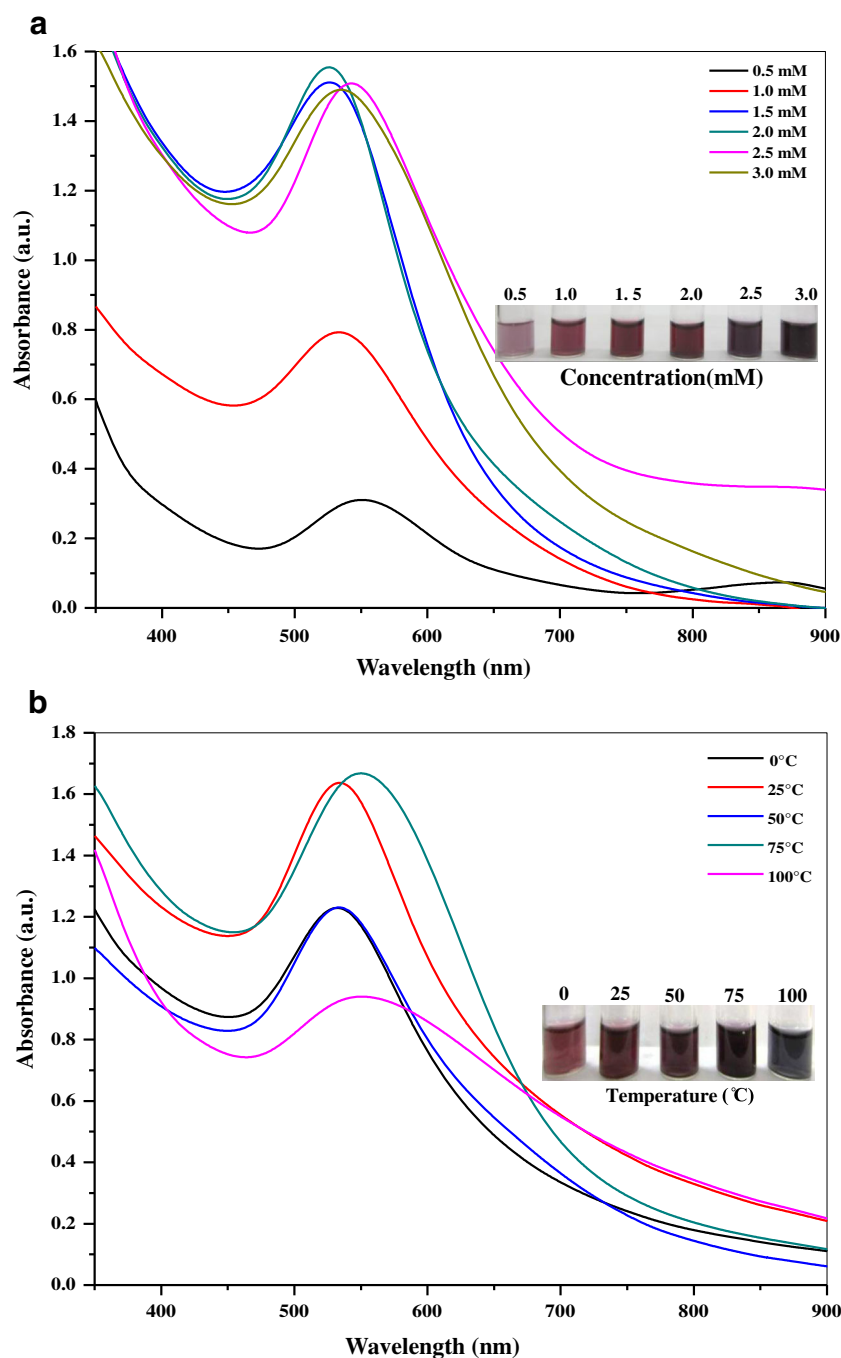 a
1.6
1.4
1.2
1.0
0.8
0.6
0.4
0.2
0.0
Absorbance (a.u.)
0.5 mM
1.0 mM
1.5 mM
2.0 mM
2.5 mM
3.0 mM
0.5 1.0 1. 5 2.0 2.5 3.0
Concentration(mM)
400 500 600 700 800 900
Wavelength (nm)
b
1.8
1.6
1.4
1.2
1.0
0.8
0.6
0.4
0.2
0.0
Absorbance (a.u.)
0°C
25°C
50°C
75°C
100°C
0 25 50 75 100
Temperature (℃)
400 500 600 700 800 900
Wavelength (nm)